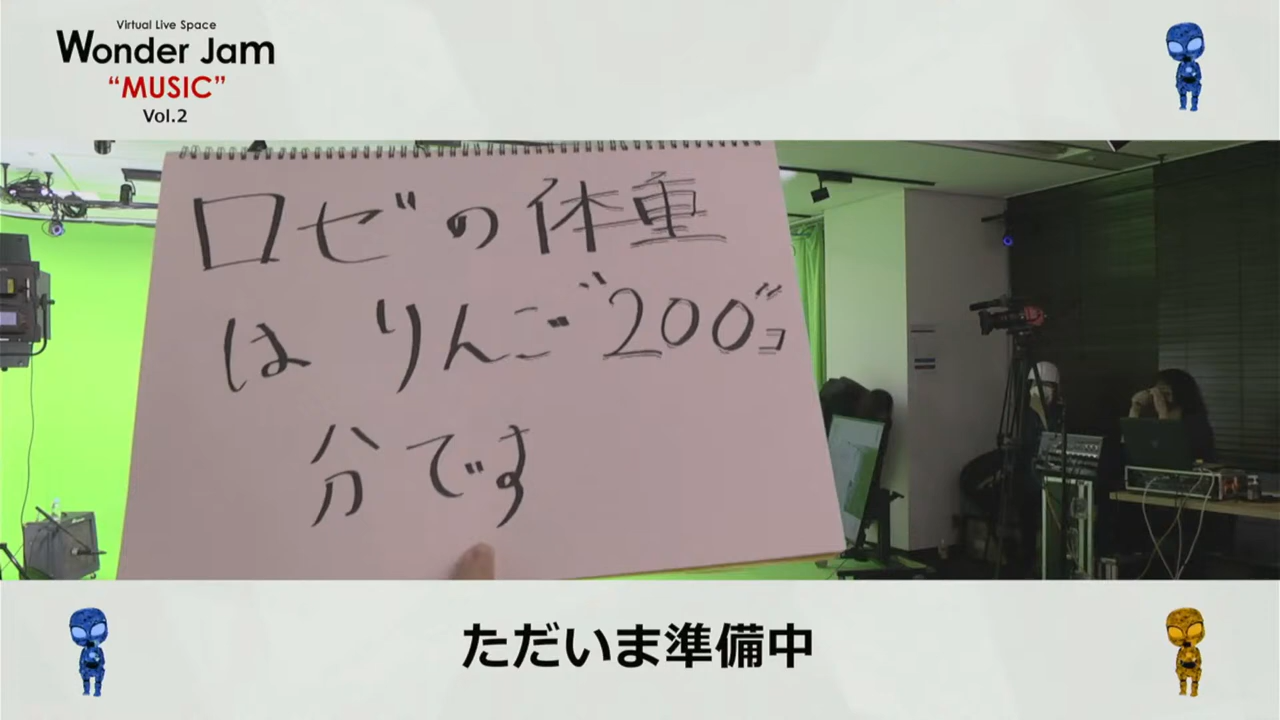 Virtual Live Space
Wonder Jam
“MUSIC”
Vol.2
ロゼの体重
は りんご"200"コ
分です
ただいま準備中